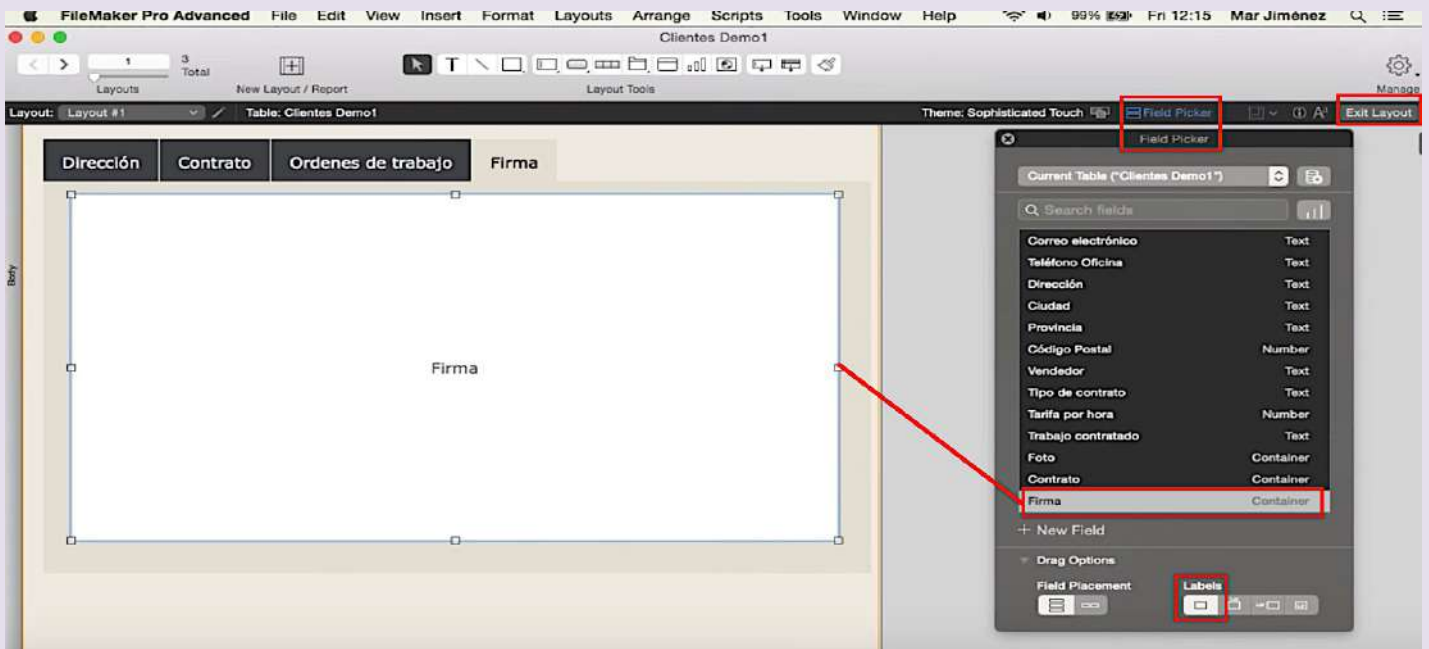 FileMaker Pro Advanced File Edit View Insert Format Layouts Arrange Scripts Tools Window Help 99% Fri 12:15 Mar Jiménez
Clientes Demo1
1 3 Total
Layouts New Layout / Report Layout Tools Manage
Layout: Layout #1 Table: Clientes Demo1 Theme: Sophisticated Touch Field Picker Exit Layout
Field Picker
Dirección Contrato Ordenes de trabajo Firma
Current Table ("Clientes Demo1")
Search fields
Correo electrónico Text
Teléfono Oficina Text
Dirección Text
Ciudad Text
Provincia Text
Código Postal Number
Vendedor Text
Tipo de contrato Text
Tarifa por hora Number
Trabajo contratado Text
Foto Container
Contrato Container
Firma Container
+ New Field
Drag Options
Field Placement Labels
Body
Firma